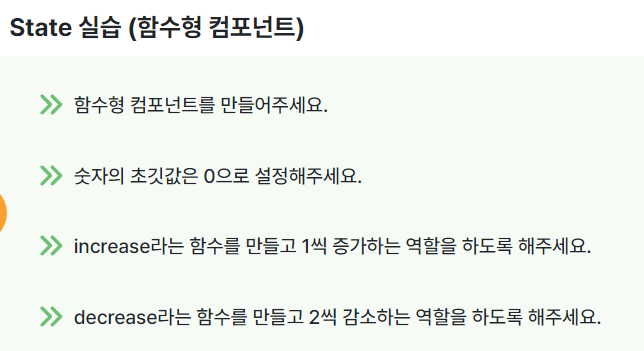 State 실습 (함수형 컴포넌트)
함수형 컴포넌트를 만들어주세요.
숫자의 초깃값은 0으로 설정해주세요.
increase라는 함수를 만들고 1씩 증가하는 역할을 하도록 해주세요.
decrease라는 함수를 만들고 2씩 감소하는 역할을 하도록 해주세요.